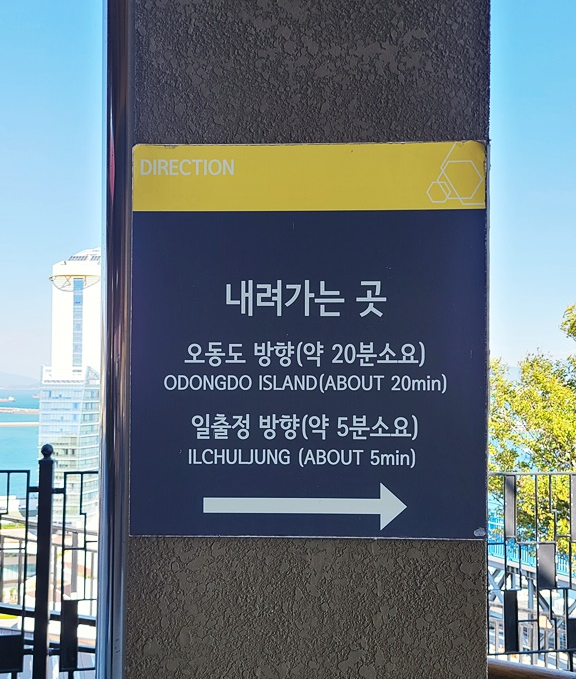 DIRECTION
내려가는 곳
오동도 방향(약 20분소요)
ODONGDO ISLAND(ABOUT 20min)
일출정 방향(약 5분소요)
ILCHULJUNG (ABOUT 5min)